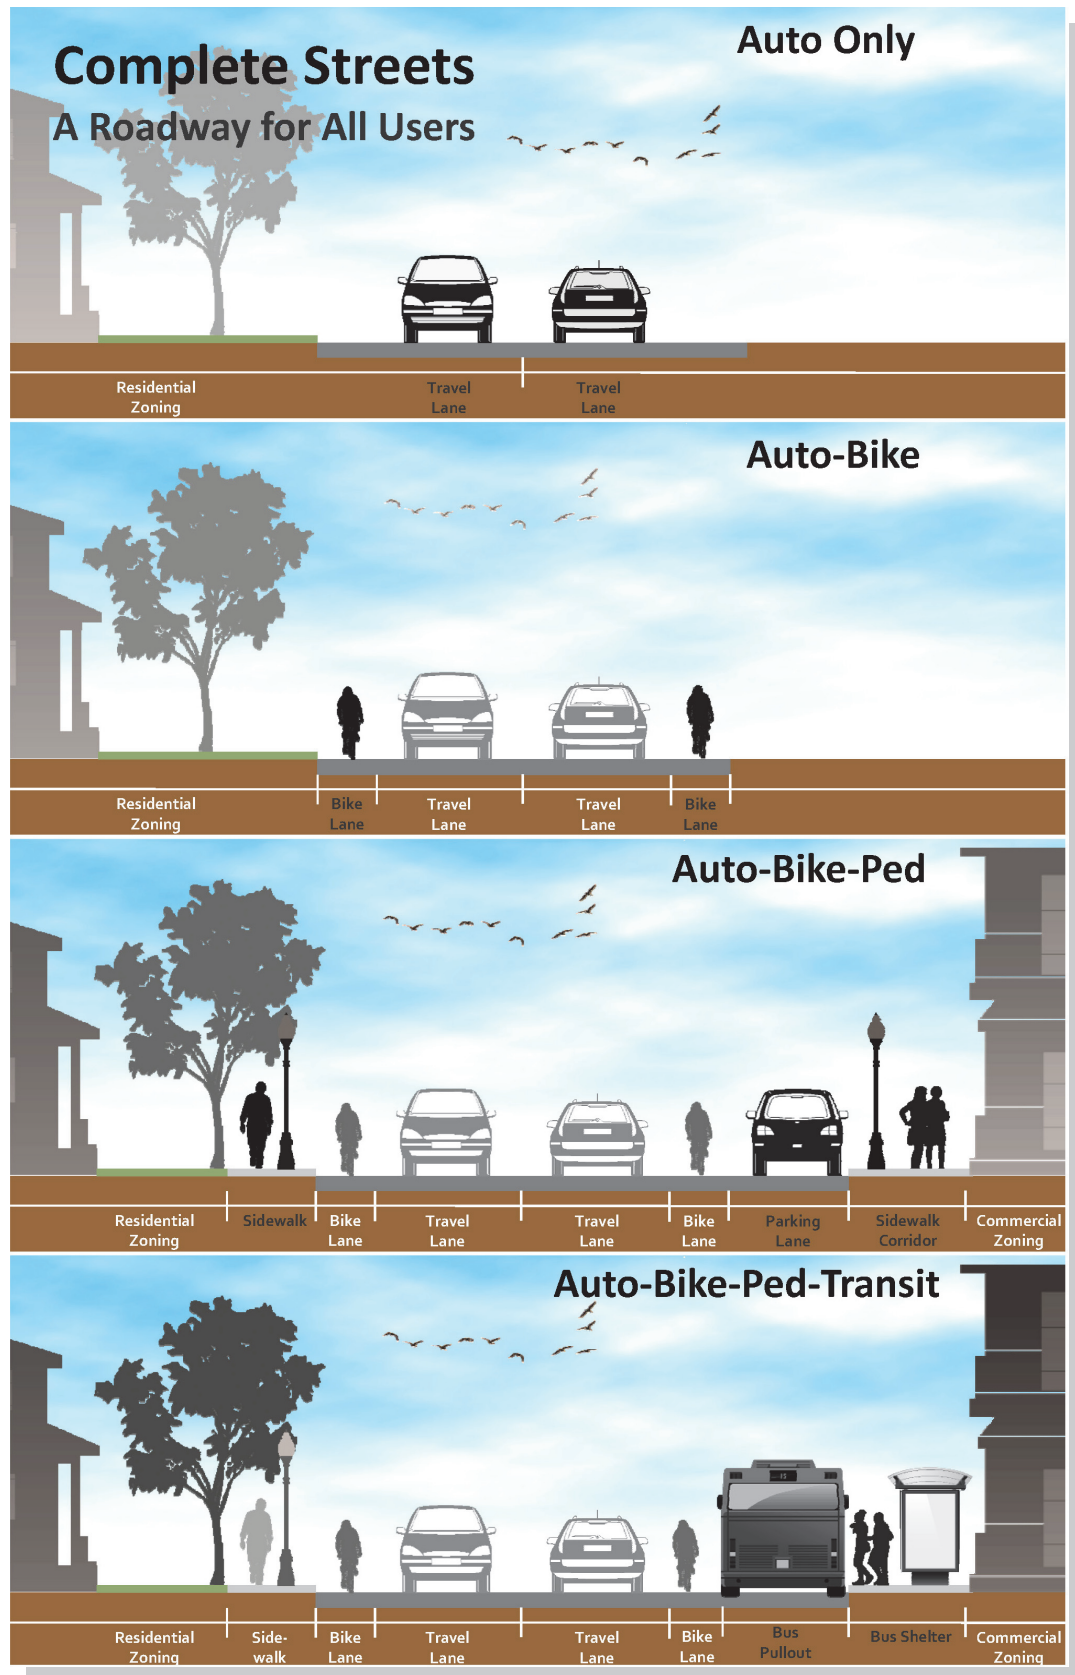 Complete Streets
A Roadway for All Users
Auto Only
Residential
Zoning
Travel
Lane
Travel
Lane
Auto-Bike
Residential
Zoning
Bike
Lane
Travel
Lane
Travel
Lane
Bike
Lane
Auto-Bike-Ped
Residential
Zoning
Sidewalk
Bike
Lane
Travel
Lane
Travel
Lane
Bike
Lane
Parking
Lane
Sidewalk
Corridor
Commercial
Zoning
Auto-Bike-Ped-Transit
Residential
Zoning
Side-
walk
Bike
Lane
Travel
Lane
Travel
Lane
Bike
Lane
Bus
Pullout
Bus Shelter
Commercial
Zoning